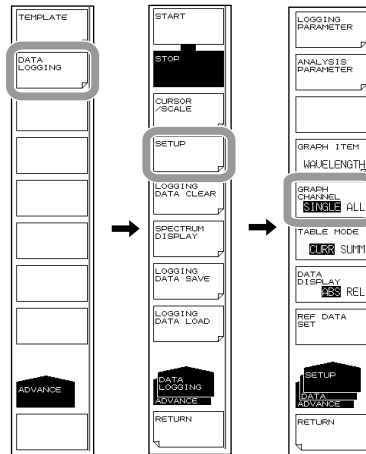 TEMPLATE
DATA
LOGGING
ADVANCE
START
STOP
CURSOR
/SCALE
SETUP
LOGGING
DATA CLEAR
SPECTRUM
DISPLAY
LOGGING
DATA SAVE
LOGGING
DATA LOAD
DATA
LOGGING
ADVANCE
RETURN
LOGGING
PARAMETER
ANALYSIS
PARAMETER
GRAPH ITEM
WAVELENGTH
GRAPH
CHANNEL
SINGLE ALL
TABLE MODE
CURR SUMM
DATA
DISPLAY
ABS REL
REF DATA
SET
SETUP
DATA
ADVANCE
RETURN